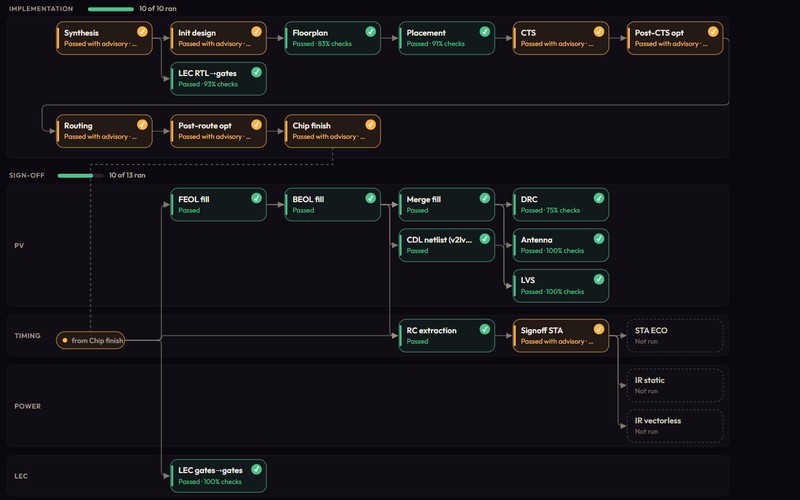 IMPLEMENTATION 10 of 10 ran
Synthesis
Passed with advisory · ...
Init design
Passed with advisory · ...
Floorplan
Passed · 83% checks
Placement
Passed · 91% checks
CTS
Passed with advisory · ...
Post-CTS opt
Passed with advisory · ...
LEC RTL→gates
Passed · 93% checks
Routing
Passed with advisory · ...
Post-route opt
Passed with advisory · ...
Chip finish
Passed with advisory · ...
SIGN-OFF 10 of 13 ran
PV
FEOL fill
Passed
BEOL fill
Passed
Merge fill
Passed
DRC
Passed · 75% checks
CDL netlist (v2lv...
Passed
Antenna
Passed · 100% checks
LVS
Passed · 100% checks
TIMING
from Chip finish
RC extraction
Passed
Signoff STA
Passed with advisory · ...
STA ECO
Not run
POWER
IR static
Not run
IR vectorless
Not run
LEC
LEC gates→gates
Passed · 100% checks